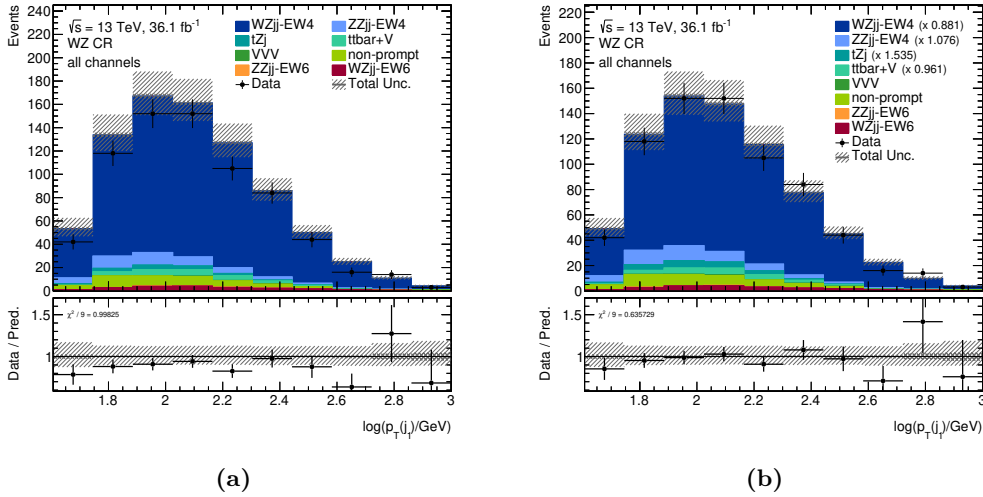 Events
240
220
200
180
160
140
120
100
80
60
40
20
0
√s = 13 TeV, 36.1 fb⁻¹
WZ CR
all channels
WZjj-EW4
ZZjj-EW4
tZj
ttbar+V
VVV
non-prompt
ZZjj-EW6
WZjj-EW6
Data
Total Unc.
Data / Pred.
1.5
1
χ² / 9 = 0.99825
1.8 2 2.2 2.4 2.6 2.8 3
log(p_T(j_1)/GeV)
(a)
Events
220
200
180
160
140
120
100
80
60
40
20
0
√s = 13 TeV, 36.1 fb⁻¹
WZ CR
all channels
WZjj-EW4 (x 0.881)
ZZjj-EW4 (x 1.076)
tZj (x 1.535)
ttbar+V (x 0.961)
VVV
non-prompt
ZZjj-EW6
WZjj-EW6
Data
Total Unc.
Data / Pred.
1.5
1
χ² / 9 = 0.635729
1.8 2 2.2 2.4 2.6 2.8 3
log(p_T(j_1)/GeV)
(b)